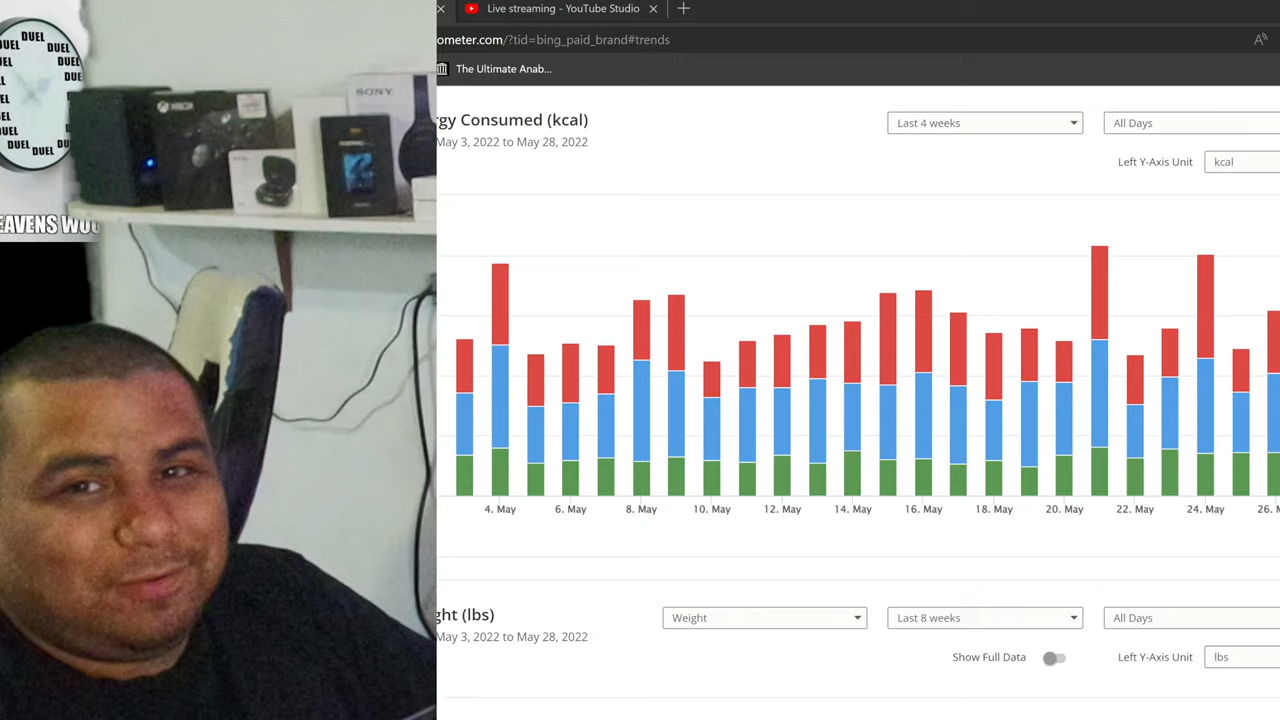 Live streaming - YouTube Studio
ometer.com/?tid=bing_paid_brand#trends
The Ultimate Anab...
rgy Consumed (kcal)
May 3, 2022 to May 28, 2022
Last 4 weeks
All Days
Left Y-Axis Unit
kcal
4. May
6. May
8. May
10. May
12. May
14. May
16. May
18. May
20. May
22. May
24. May
26.
ght (lbs)
May 3, 2022 to May 28, 2022
Weight
Last 8 weeks
All Days
Show Full Data
Left Y-Axis Unit
lbs
DUEL
DUEL
DUEL
DUEL
DUEL
DUEL
DUEL
DUEL
EAVENS WOU
XBOX
SONY